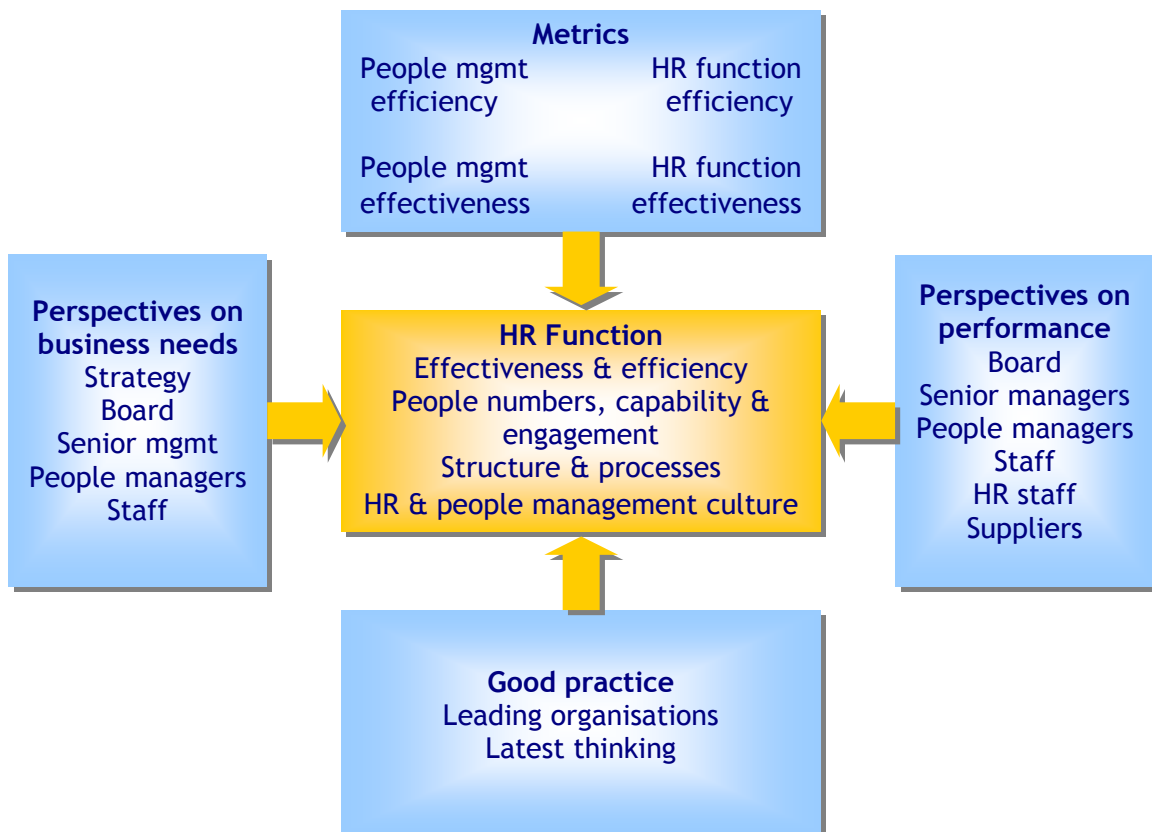 Metrics
People mgmt efficiency
HR function efficiency
People mgmt effectiveness
HR function effectiveness
Perspectives on
business needs
Strategy
Board
Senior mgmt
People managers
Staff
HR Function
Effectiveness & efficiency
People numbers, capability &
engagement
Structure & processes
HR & people management culture
Perspectives on
performance
Board
Senior managers
People managers
Staff
HR staff
Suppliers
Good practice
Leading organisations
Latest thinking